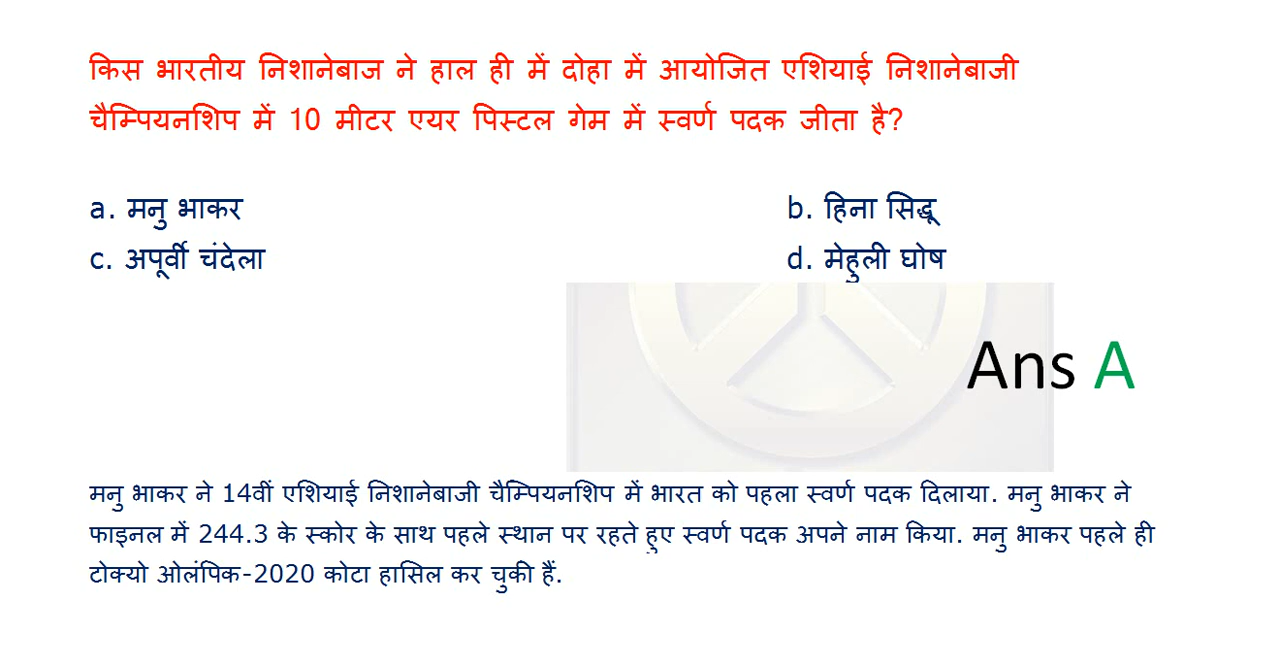 किस भारतीय निशानेबाज ने हाल ही में दोहा में आयोजित एशियाई निशानेबाजी
चैम्पियनशिप में 10 मीटर एयर पिस्टल गेम में स्वर्ण पदक जीता है?
a. मनु भाकर b. हिना सिद्धू
c. अपूर्वी चंदेला d. मेहुली घोष
Ans A
मनु भाकर ने 14वीं एशियाई निशानेबाजी चैम्पियनशिप में भारत को पहला स्वर्ण पदक दिलाया. मनु भाकर ने
फाइनल में 244.3 के स्कोर के साथ पहले स्थान पर रहते हुए स्वर्ण पदक अपने नाम किया. मनु भाकर पहले ही
टोक्यो ओलंपिक-2020 कोटा हासिल कर चुकी हैं.